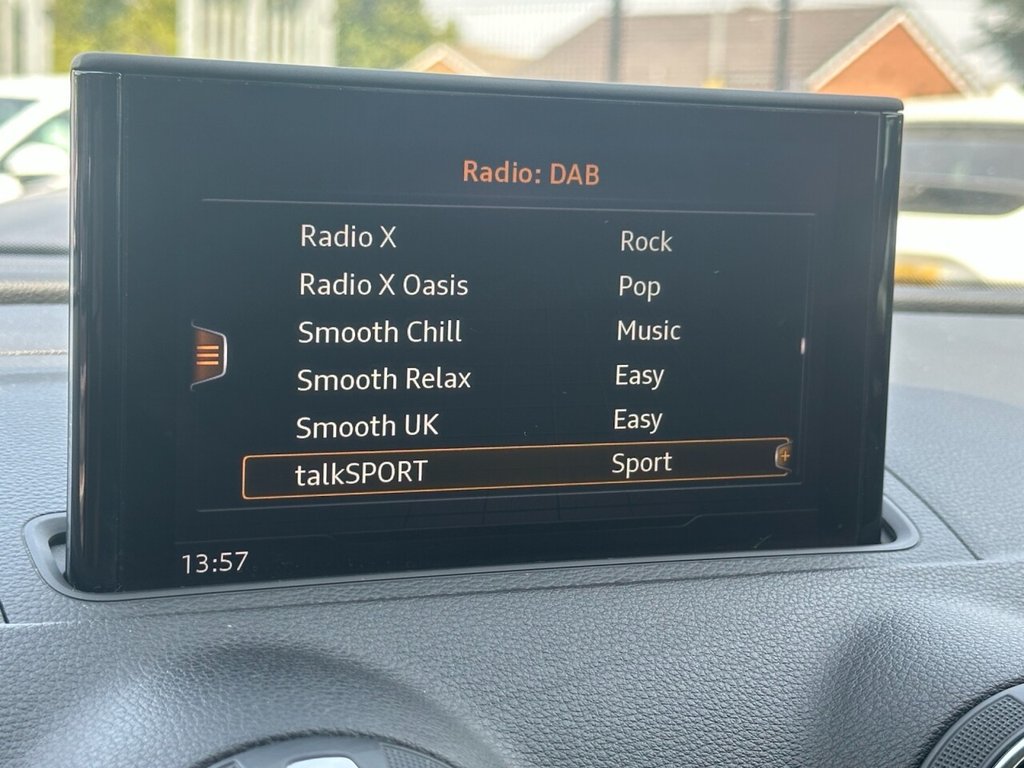 Radio: DAB
Radio X Rock
Radio X Oasis Pop
Smooth Chill Music
Smooth Relax Easy
Smooth UK Easy
talkSPORT Sport
13:57